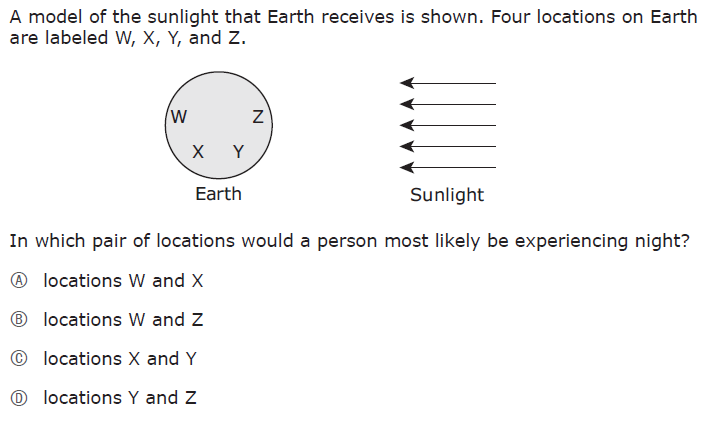 A model of the sunlight that Earth receives is shown. Four locations on Earth
are labeled W, X, Y, and Z.
W Z
X Y
Earth Sunlight
In which pair of locations would a person most likely be experiencing night?
Ⓐ locations W and X
Ⓑ locations W and Z
Ⓒ locations X and Y
Ⓓ locations Y and Z